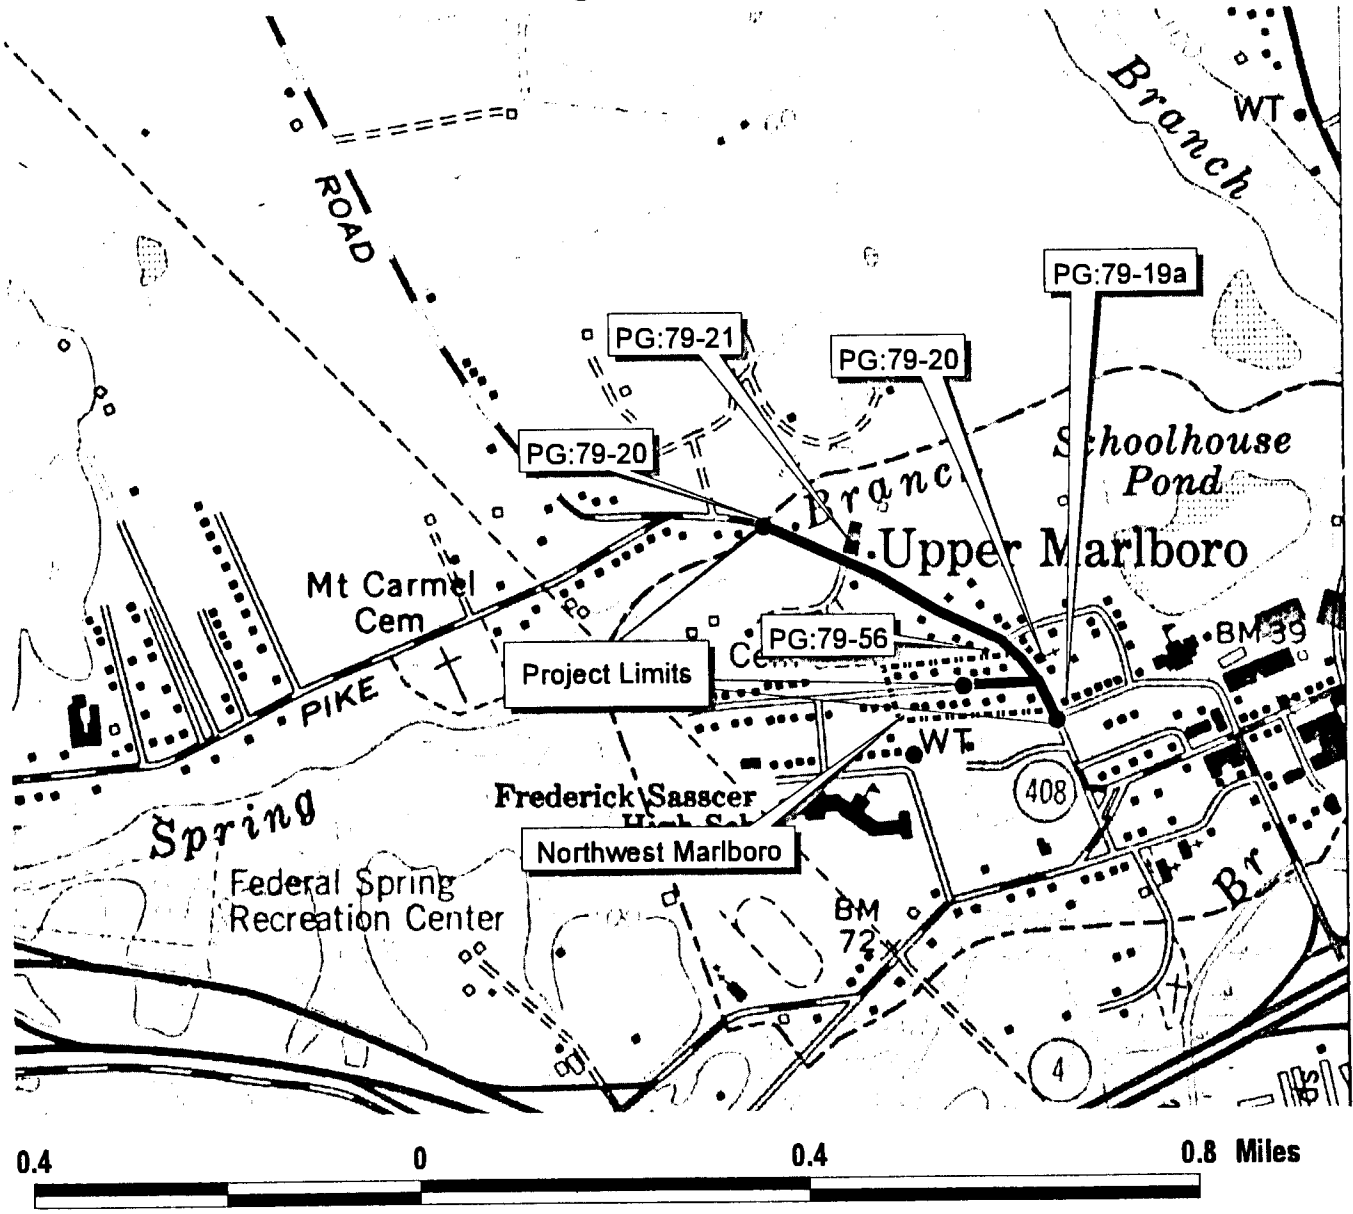 Branch
WT
ROAD
PG:79-19a
PG:79-21
PG:79-20
PG:79-20
Schoolhouse
Pond
Branc
Upper Marlboro
Mt Carmel
Cem
PG:79-56
BM 39
Project Limits
PIKE
WT
408
Frederick Sasscer
Northwest Marlboro
Spring
Federal Spring
Recreation Center
Br
BM
72
4
0.4
0
0.4
0.8 Miles